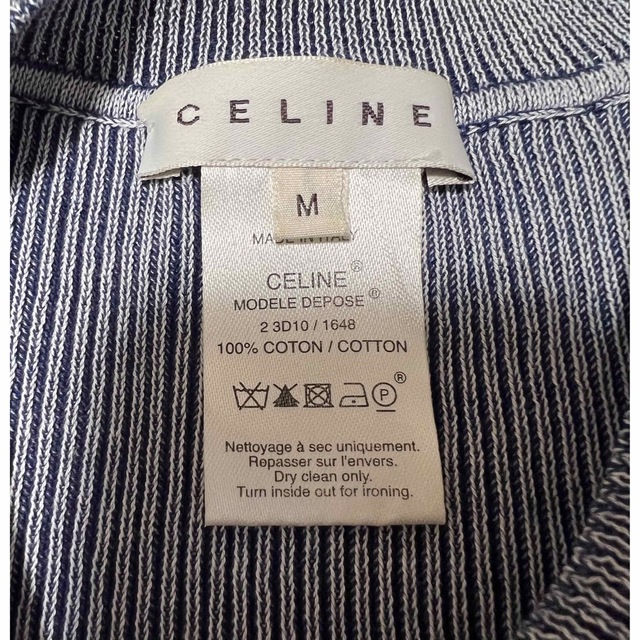 CELINE
M
MADE IN ITALY
CELINE®
MODELE DEPOSE®
2 3D10 / 1648
100% COTON / COTTON
P ®
Nettoyage à sec uniquement.
Repasser sur l'envers.
Dry clean only.
Turn inside out for ironing.